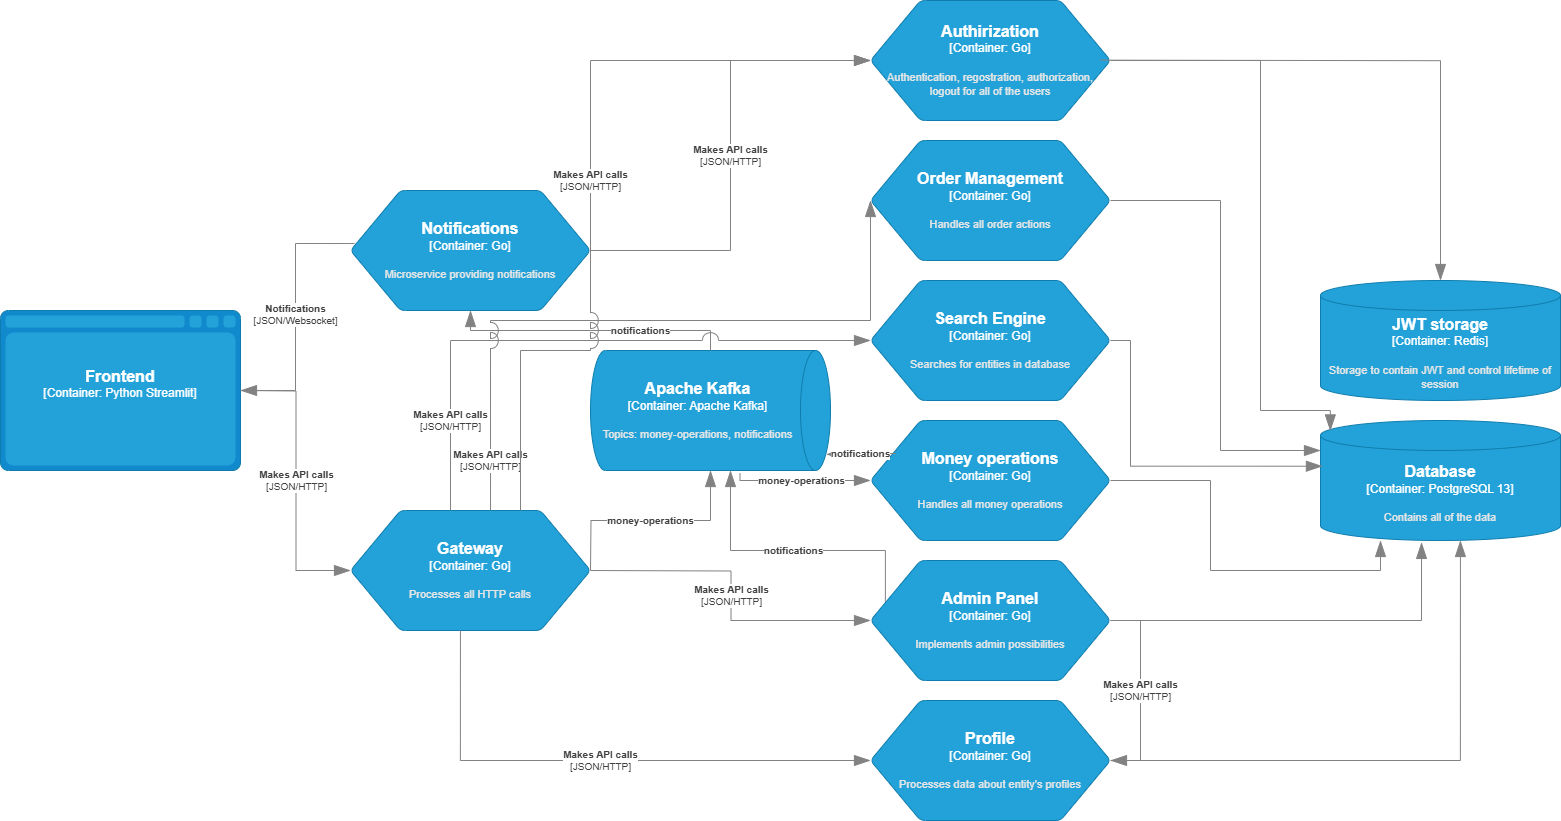 Authirization
[Container: Go]
Authentication, regostration, authorization,
logout for all of the users
Makes API calls
[JSON/HTTP]
Makes API calls
[JSON/HTTP]
Order Management
[Container: Go]
Handles all order actions
Notifications
[Container: Go]
Microservice providing notifications
Notifications
[JSON/Websocket]
Frontend
[Container: Python Streamlit]
notifications
Search Engine
[Container: Go]
Searches for entities in database
JWT storage
[Container: Redis]
Storage to contain JWT and control lifetime of
session
Apache Kafka
[Container: Apache Kafka]
Topics: money-operations, notifications
Makes API calls
[JSON/HTTP]
Makes API calls
[JSON/HTTP]
notifications
Money operations
[Container: Go]
Handles all money operations
money-operations
Database
[Container: PostgreSQL 13]
Contains all of the data
Makes API calls
[JSON/HTTP]
money-operations
Gateway
[Container: Go]
Processes all HTTP calls
notifications
Makes API calls
[JSON/HTTP]
Admin Panel
[Container: Go]
Implements admin possibilities
Makes API calls
[JSON/HTTP]
Profile
[Container: Go]
Processes data about entity's profiles
Makes API calls
[JSON/HTTP]